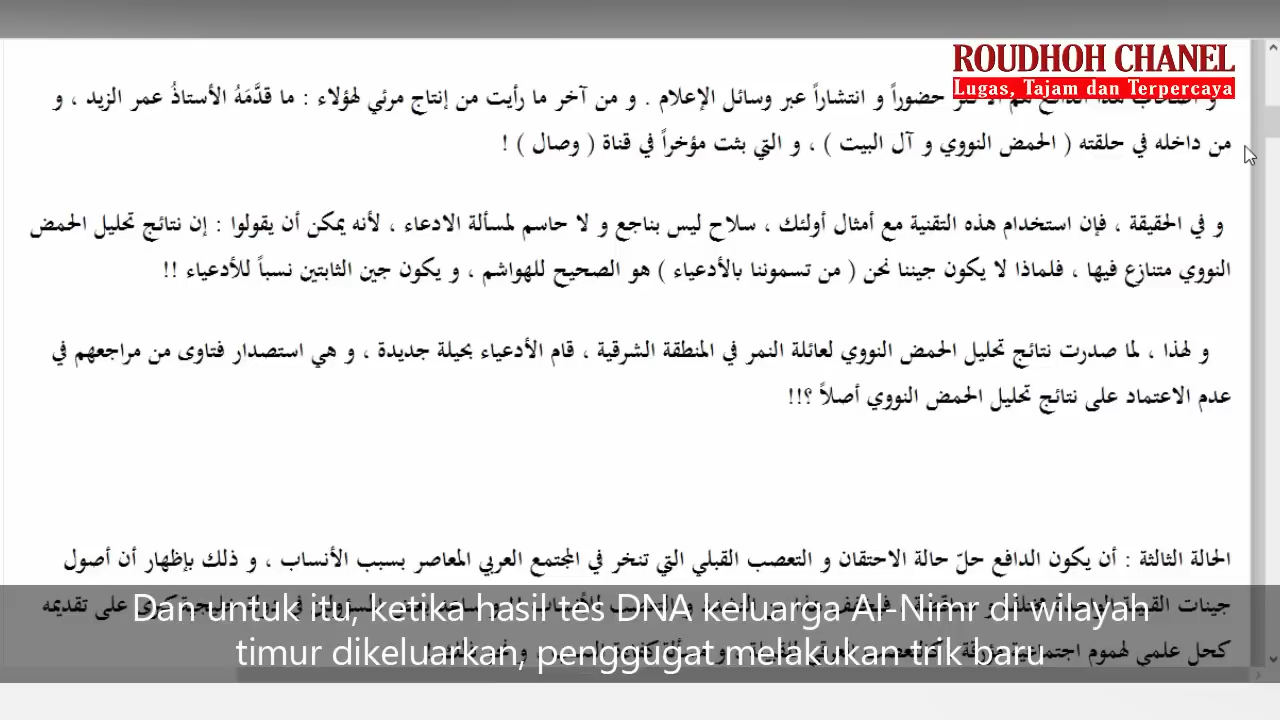 ROUDHOH CHANEL
Lugas, Tajam dan Terpercaya
حضوراً و انتشاراً عبر وسائل الإعلام . و من آخر ما رأيت من إنتاج مرئي لهؤلاء : ما قدَّمَهُ الأستاذُ عمر الزيد ، و
من داخله في حلقته ( الحمض النووي و آل البيت ) ، و التي بثت مؤخراً في قناة ( وصال ) !
و في الحقيقة ، فإن استخدام هذه التقنية مع أمثال أولئك ، سلاح ليس بناجع و لا حاسم لمسألة الادعاء ، لأنه يمكن أن يقولوا : إن نتائج تحليل الحمض
النووي متنازع فيها ، فلماذا لا يكون جيننا نحن ( من تسموننا بالأدعياء ) هو الصحيح للهواشم ، و يكون جين الثابتين نسباً للأدعياء !!
و لهذا ، لما صدرت نتائج تحليل الحمض النووي لعائلة النمر في المنطقة الشرقية ، قام الأدعياء بحيلة جديدة ، و هي استصدار فتاوى من مراجعهم في
عدم الاعتماد على نتائج تحليل الحمض النووي أصلاً ؟!!
الحالة الثالثة : أن يكون الدافع حلّ حالة الاحتقان و التعصب القبلي التي تنخر في المجتمع العربي المعاصر بسبب الأنساب ، و ذلك بإظهار أن أصول
جينات
على تقديمه
كحل علمي لهموم اجتماعية
Dan untuk itu, ketika hasil tes DNA keluarga Al-Nimr di wilayah
timur dikeluarkan, penggugat melakukan trik baru